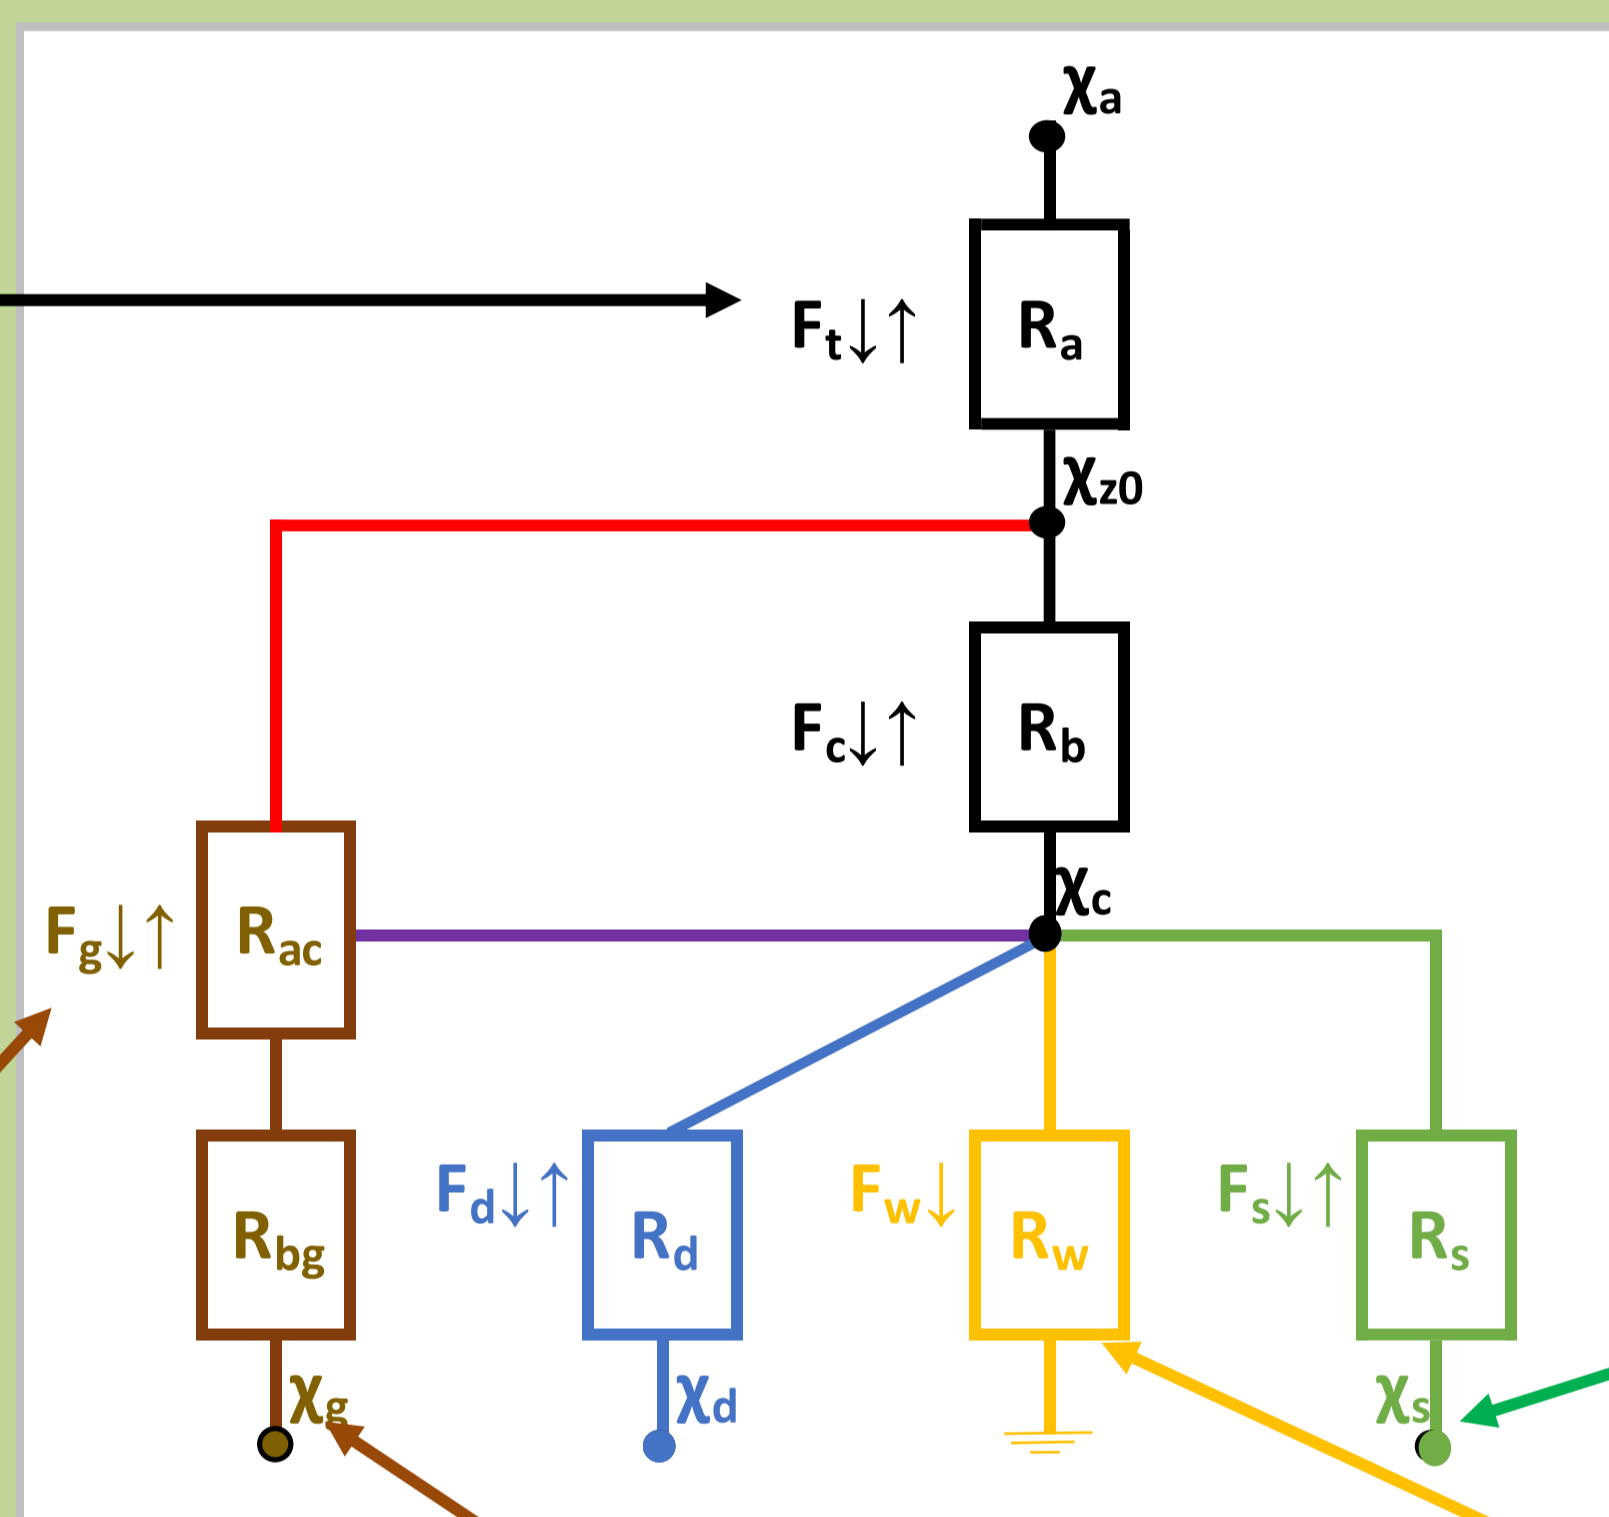 χa
Ft↓↑
Ra
χz0
Fc↓↑
Rb
χc
Fg↓↑
Rac
Rbg
Fd↓↑
Rd
Fw↓
Rw
Fs↓↑
Rs
χg
χd
χs